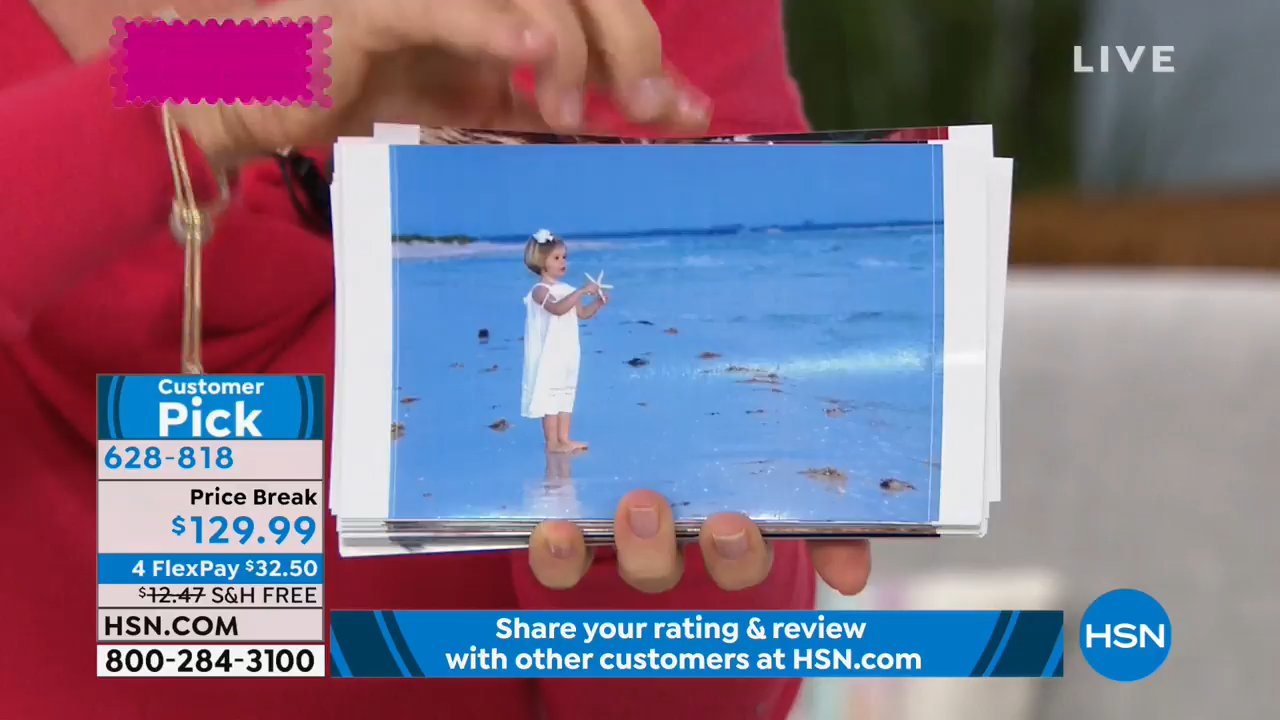 LIVE
Customer
Pick
628-818
Price Break
$129.99
4 FlexPay $32.50
$12.47 S&H FREE
HSN.COM
800-284-3100
Share your rating & review
with other customers at HSN.com
HSN